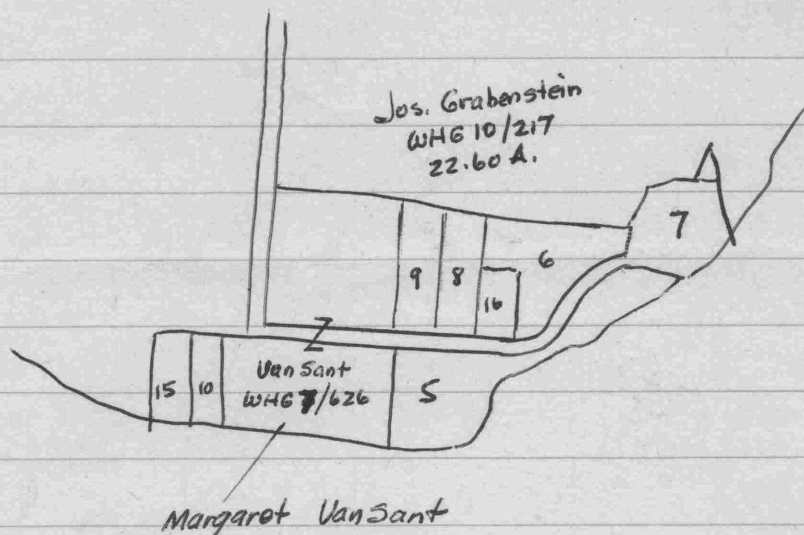 Jos. Grabenstein
WHG 10/217
22.60 A.
7
6
9
8
16
Z
Van Sant
WHG 7/626
15
10
5
Margaret VanSant